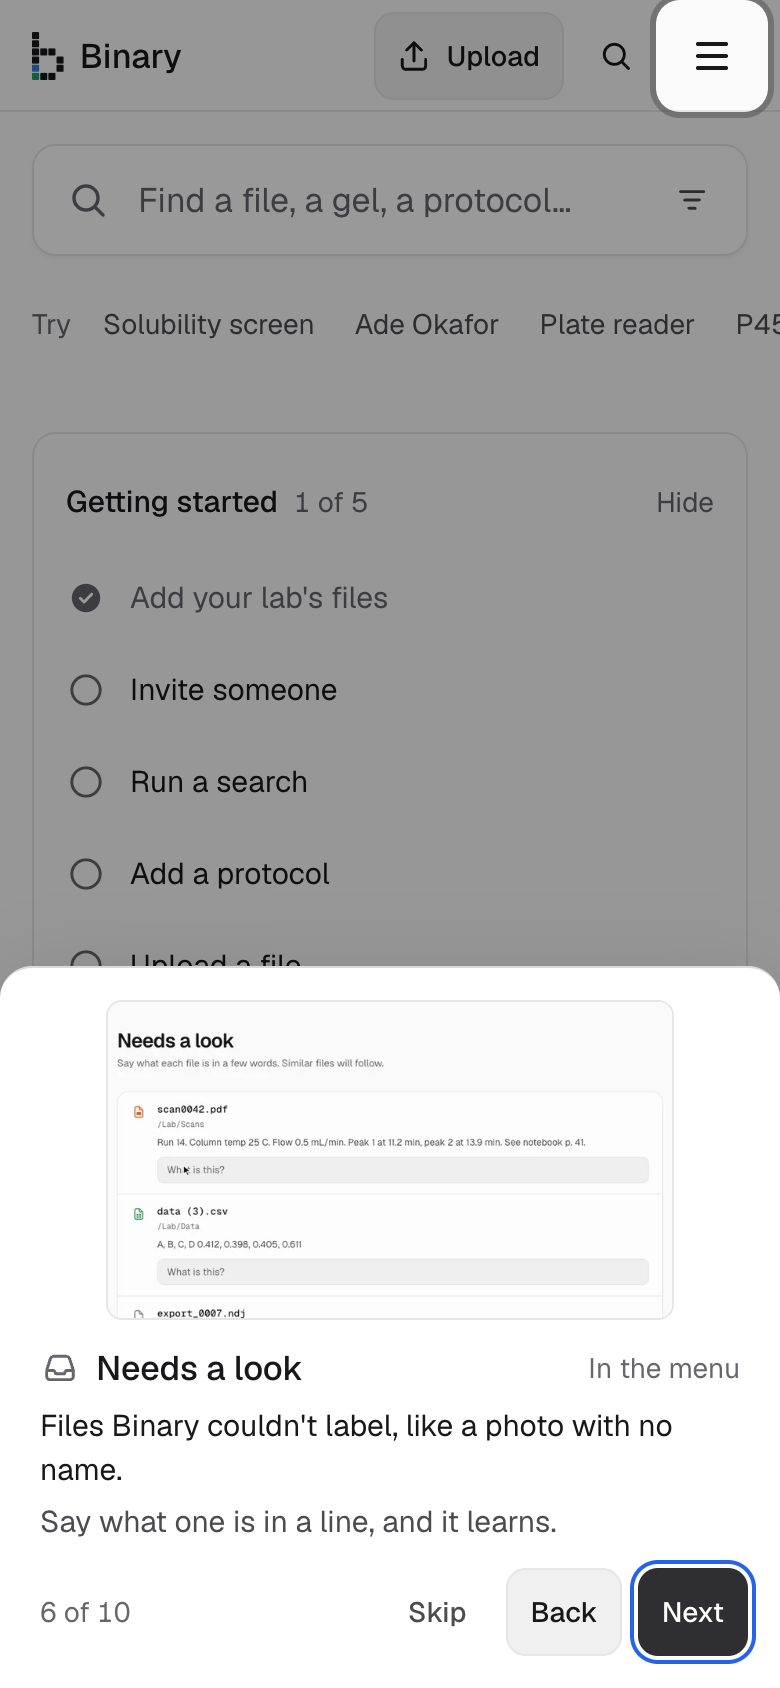 Binary
Upload
Find a file, a gel, a protocol...
Try Solubility screen Ade Okafor Plate reader P45
Getting started 1 of 5 Hide
Add your lab's files
Invite someone
Run a search
Add a protocol
Upload a file
Needs a look
Say what each file is in a few words. Similar files will follow.
scan0042.pdf
/Lab/Scans
Run 14. Column temp 25 C. Flow 0.5 mL/min. Peak 1 at 11.2 min, peak 2 at 13.9 min. See notebook p. 41.
What is this?
data (3).csv
/Lab/Data
A, B, C, D 0.412, 0.398, 0.405, 0.611
What is this?
export_0007.ndj
Needs a look In the menu
Files Binary couldn't label, like a photo with no
name.
Say what one is in a line, and it learns.
6 of 10 Skip Back Next